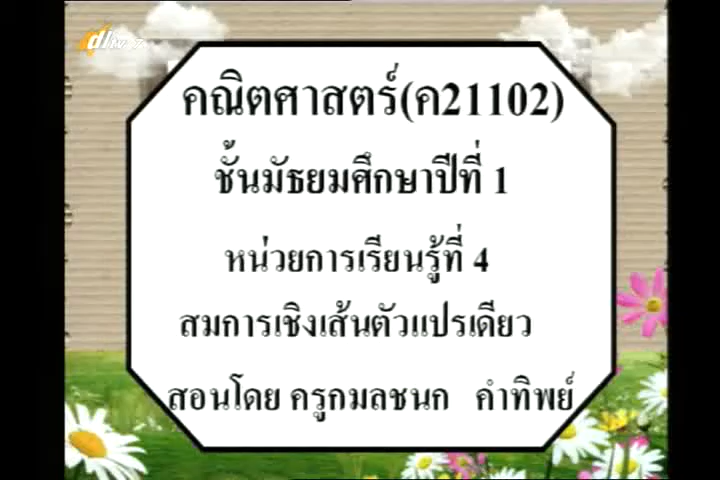 คณิตศาสตร์(ค21102)
ชั้นมัธยมศึกษาปีที่ 1
หน่วยการเรียนรู้ที่ 4
สมการเชิงเส้นตัวแปรเดียว
สอนโดย ครูกมลชนก คำทิพย์